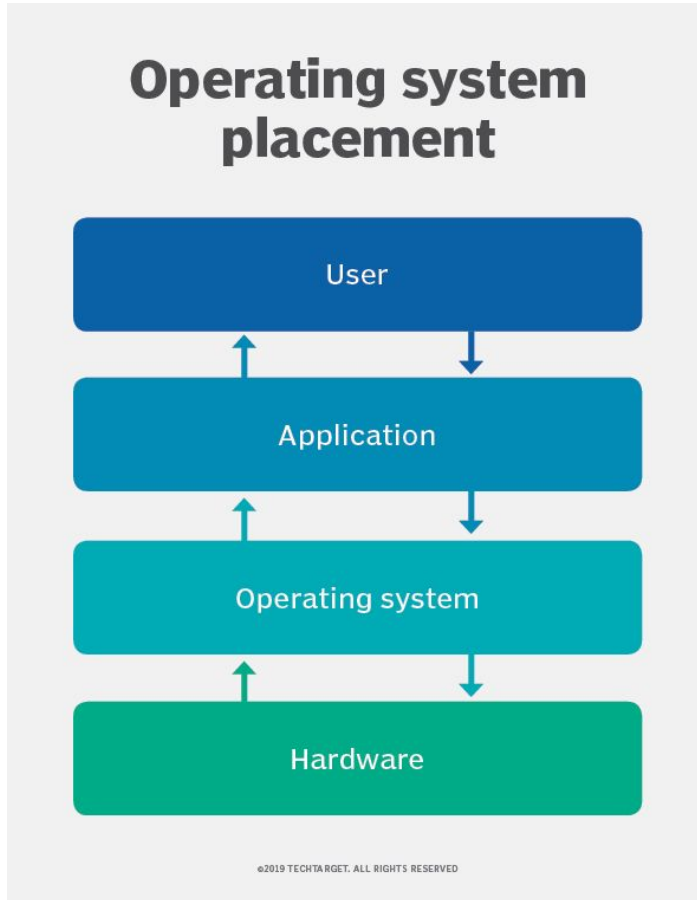 Operating system
placement
User
Application
Operating system
Hardware
©2019 TECHTARGET. ALL RIGHTS RESERVED